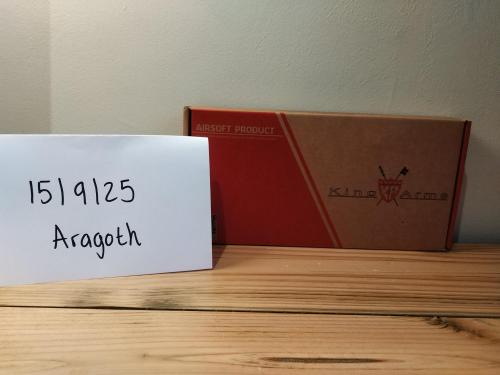 15/9/25
Aragoth
AIRSOFT PRODUCT
King Arms